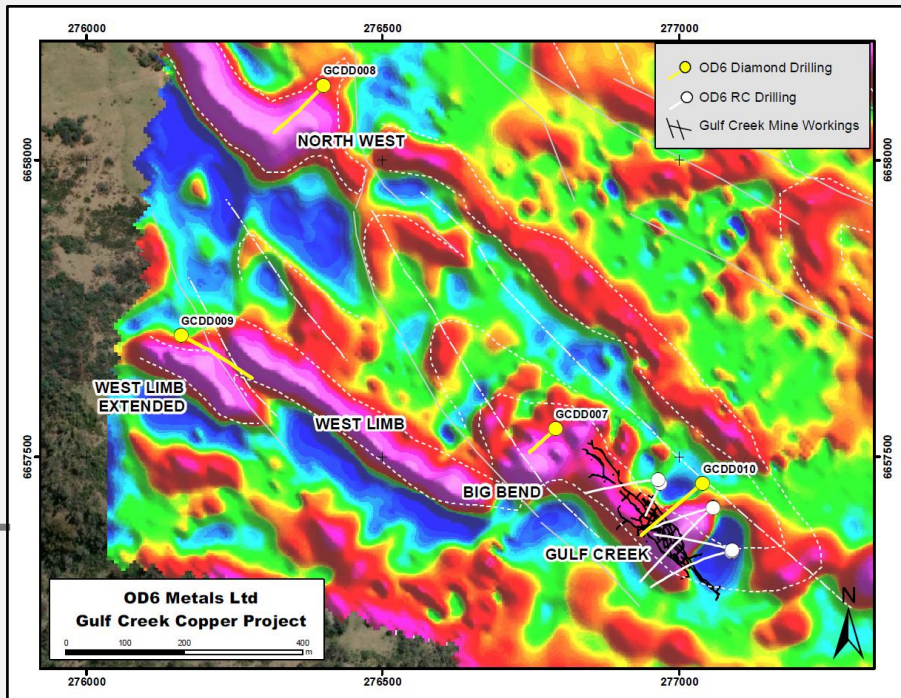 276000
276500
277000
OD6 Diamond Drilling
OD6 RC Drilling
Gulf Creek Mine Workings
GCDD008
NORTH WEST
6658000
6658000
GCDD009
WEST LIMB
EXTENDED
WEST LIMB
GCDD007
6657500
6657500
BIG BEND
GCDD010
GULF CREEK
OD6 Metals Ltd
Gulf Creek Copper Project
0 100 200 400
m
N
276000
276500
277000